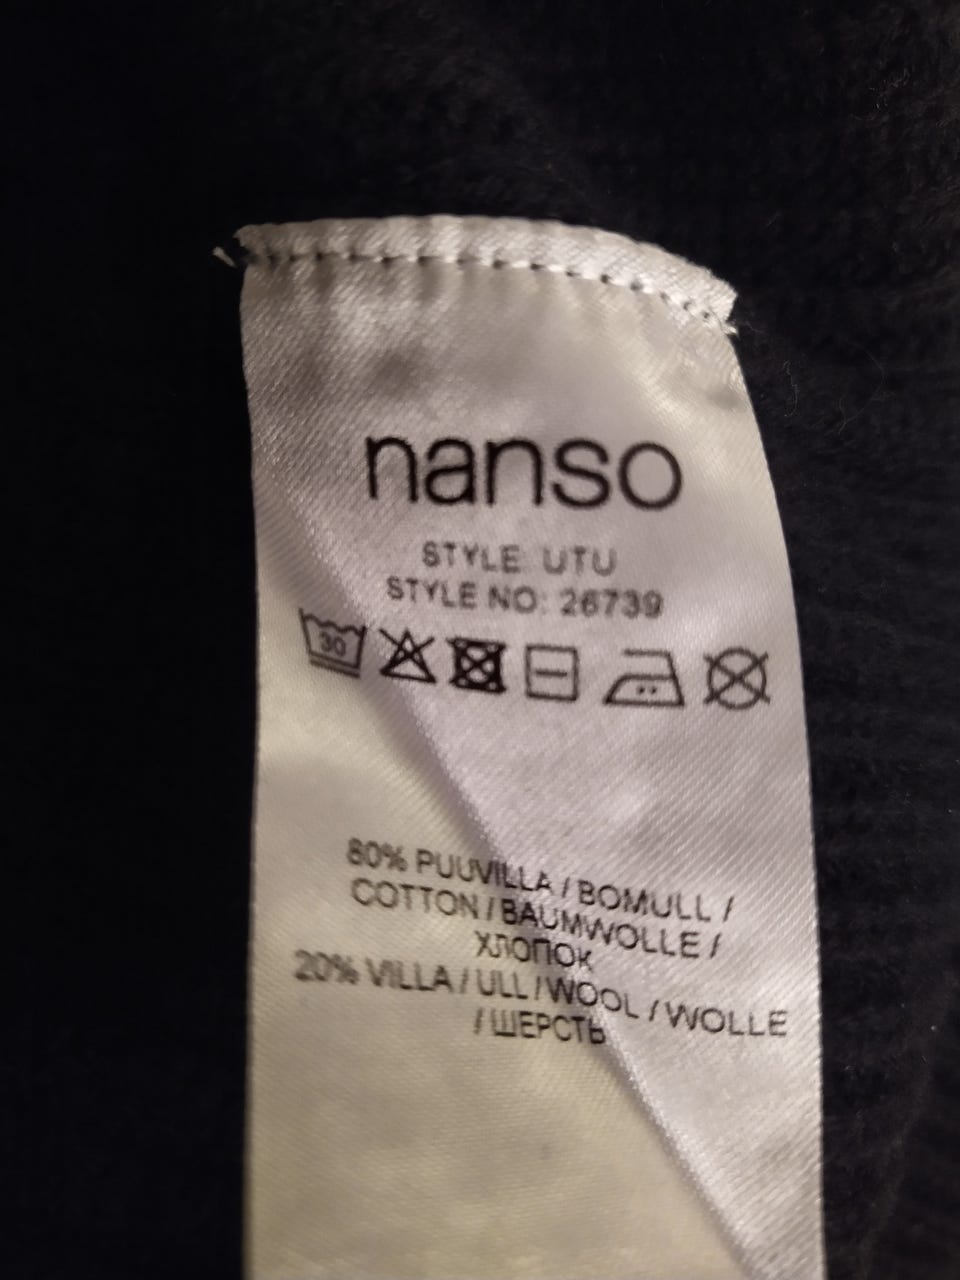 nanso
STYLE: UTU
STYLE NO: 26739
30
80% PUUVILLA / BOMULL /
COTTON / BAUMWOLLE /
ХЛОПОК
20% VILLA / ULL / WOOL / WOLLE
/ ШЕРСТЬ